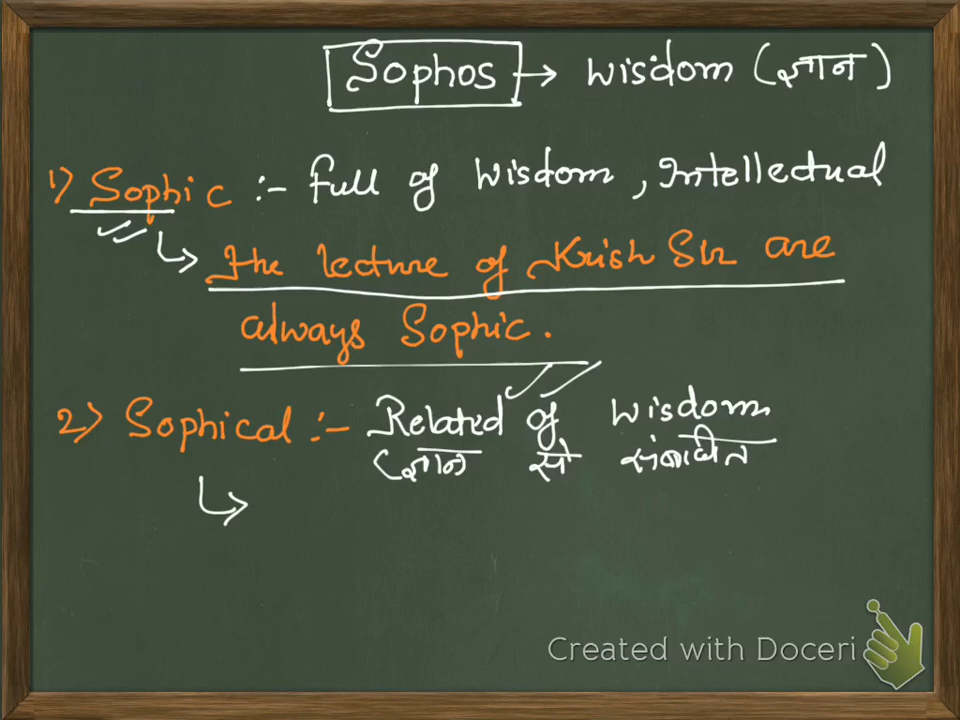 Sophos → wisdom (ज्ञान)
1) Sophic :- full of wisdom, Intellectual
↳ The lecture of Krish Sir are
always Sophic.
2) Sophical :- Related of wisdom
(ज्ञान से संबंधित
↳
Created with Doceri